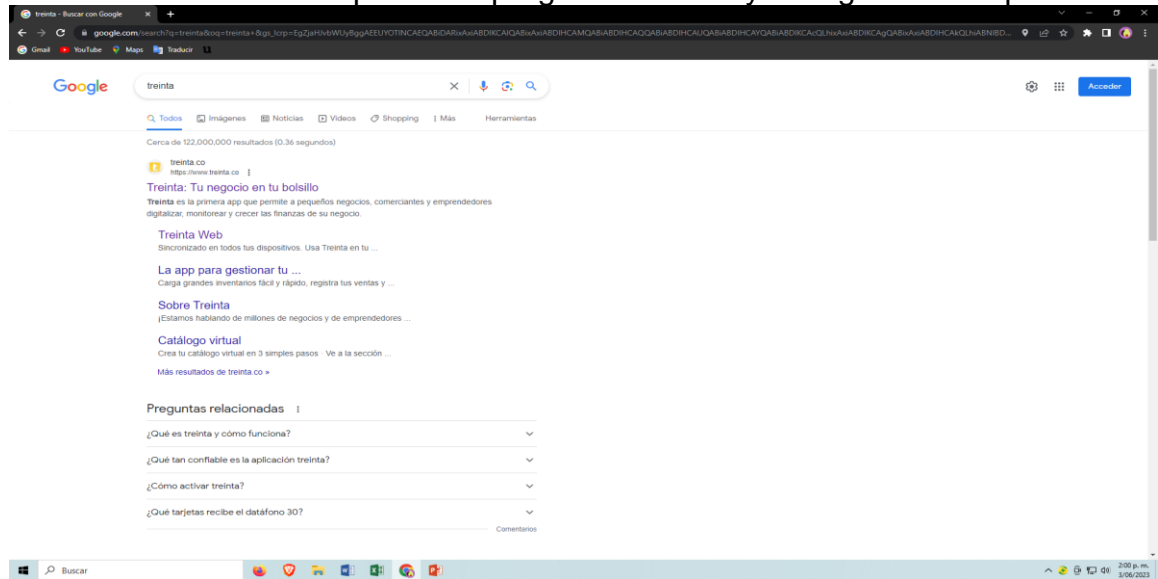 treinta - Buscar con Google
google.com/search?q=treinta&oq=treinta+&gs_lcrp=
Gmail YouTube Maps Traducir
Google treinta Acceder
Todos Imágenes Noticias Videos Shopping Más Herramientas
Cerca de 122,000,000 resultados (0.36 segundos)
treinta.co
https://www.treinta.co
Treinta: Tu negocio en tu bolsillo
Treinta es la primera app que permite a pequeños negocios, comerciantes y emprendedores
digitalizar, monitorear y crecer las finanzas de su negocio.
Treinta Web
Sincronizado en todos tus dispositivos. Usa Treinta en tu ...
La app para gestionar tu ...
Carga grandes inventarios fácil y rápido, registra tus ventas y ...
Sobre Treinta
¡Estamos hablando de millones de negocios y de emprendedores ...
Catálogo virtual
Crea tu catálogo virtual en 3 simples pasos · Ve a la sección ...
Más resultados de treinta.co »
Preguntas relacionadas
¿Qué es treinta y cómo funciona?
¿Qué tan confiable es la aplicación treinta?
¿Cómo activar treinta?
¿Qué tarjetas recibe el datáfono 30?
Comentarios
Buscar
2:00 p. m.
3/06/2023